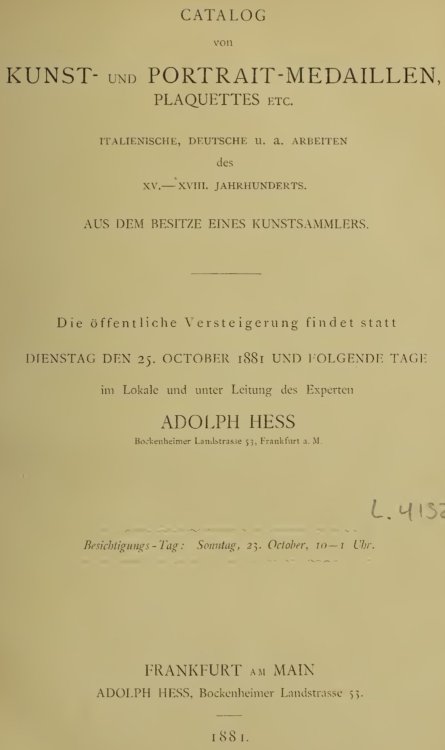 CATALOG
von
KUNST- UND PORTRAIT-MEDAILLEN,
PLAQUETTES ETC.
ITALIENISCHE, DEUTSCHE u. a. ARBEITEN
des
XV.—XVIII. JAHRHUNDERTS.
AUS DEM BESITZE EINES KUNSTSAMMLERS.
Die öffentliche Versteigerung findet statt
DIENSTAG DEN 25. OCTOBER 1881 UND FOLGENDE TAGE
im Lokale und unter Leitung des Experten
ADOLPH HESS
Bockenheimer Landstrasse 53, Frankfurt a. M.
L. 4152
Besichtigungs-Tag: Sonntag, 23. October, 10—1 Uhr.
FRANKFURT AM MAIN
ADOLPH HESS, Bockenheimer Landstrasse 53.
1881.